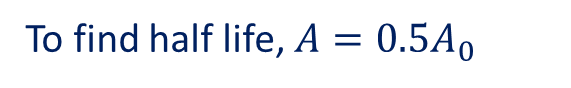 To find half life, A = 0.5A₀